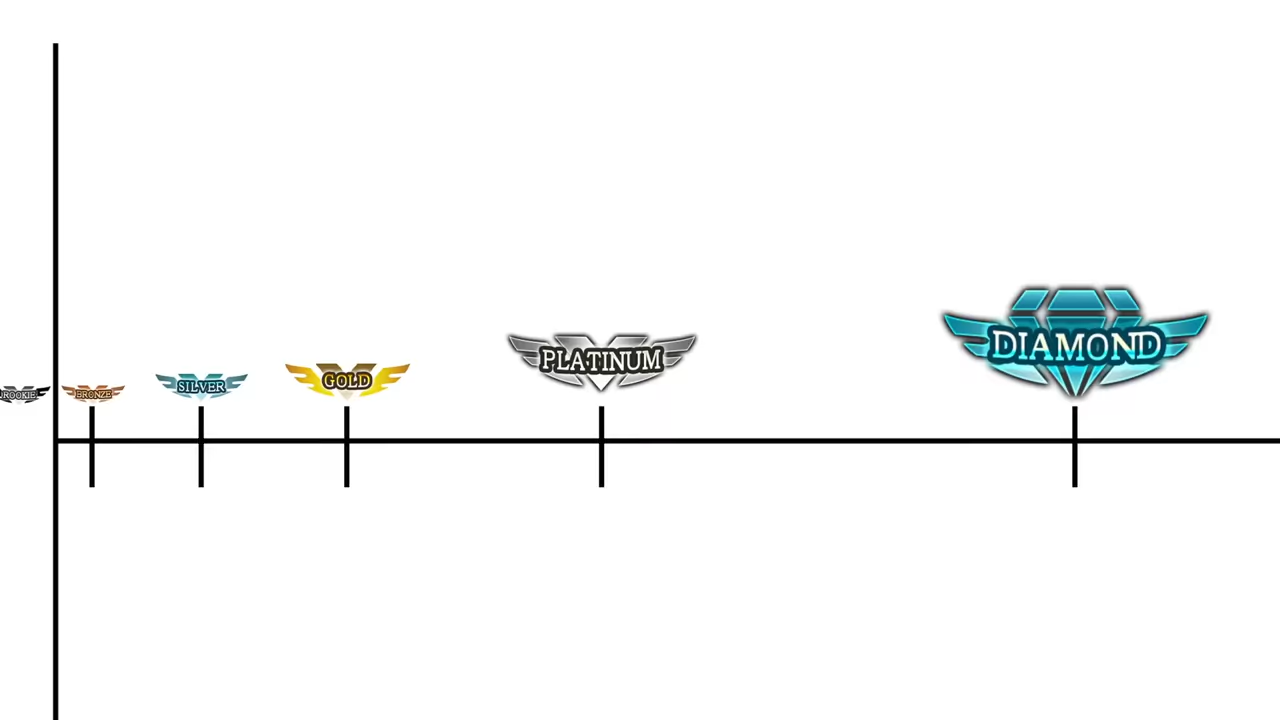 ROOKIE
BRONZE
SILVER
GOLD
PLATINUM
DIAMOND